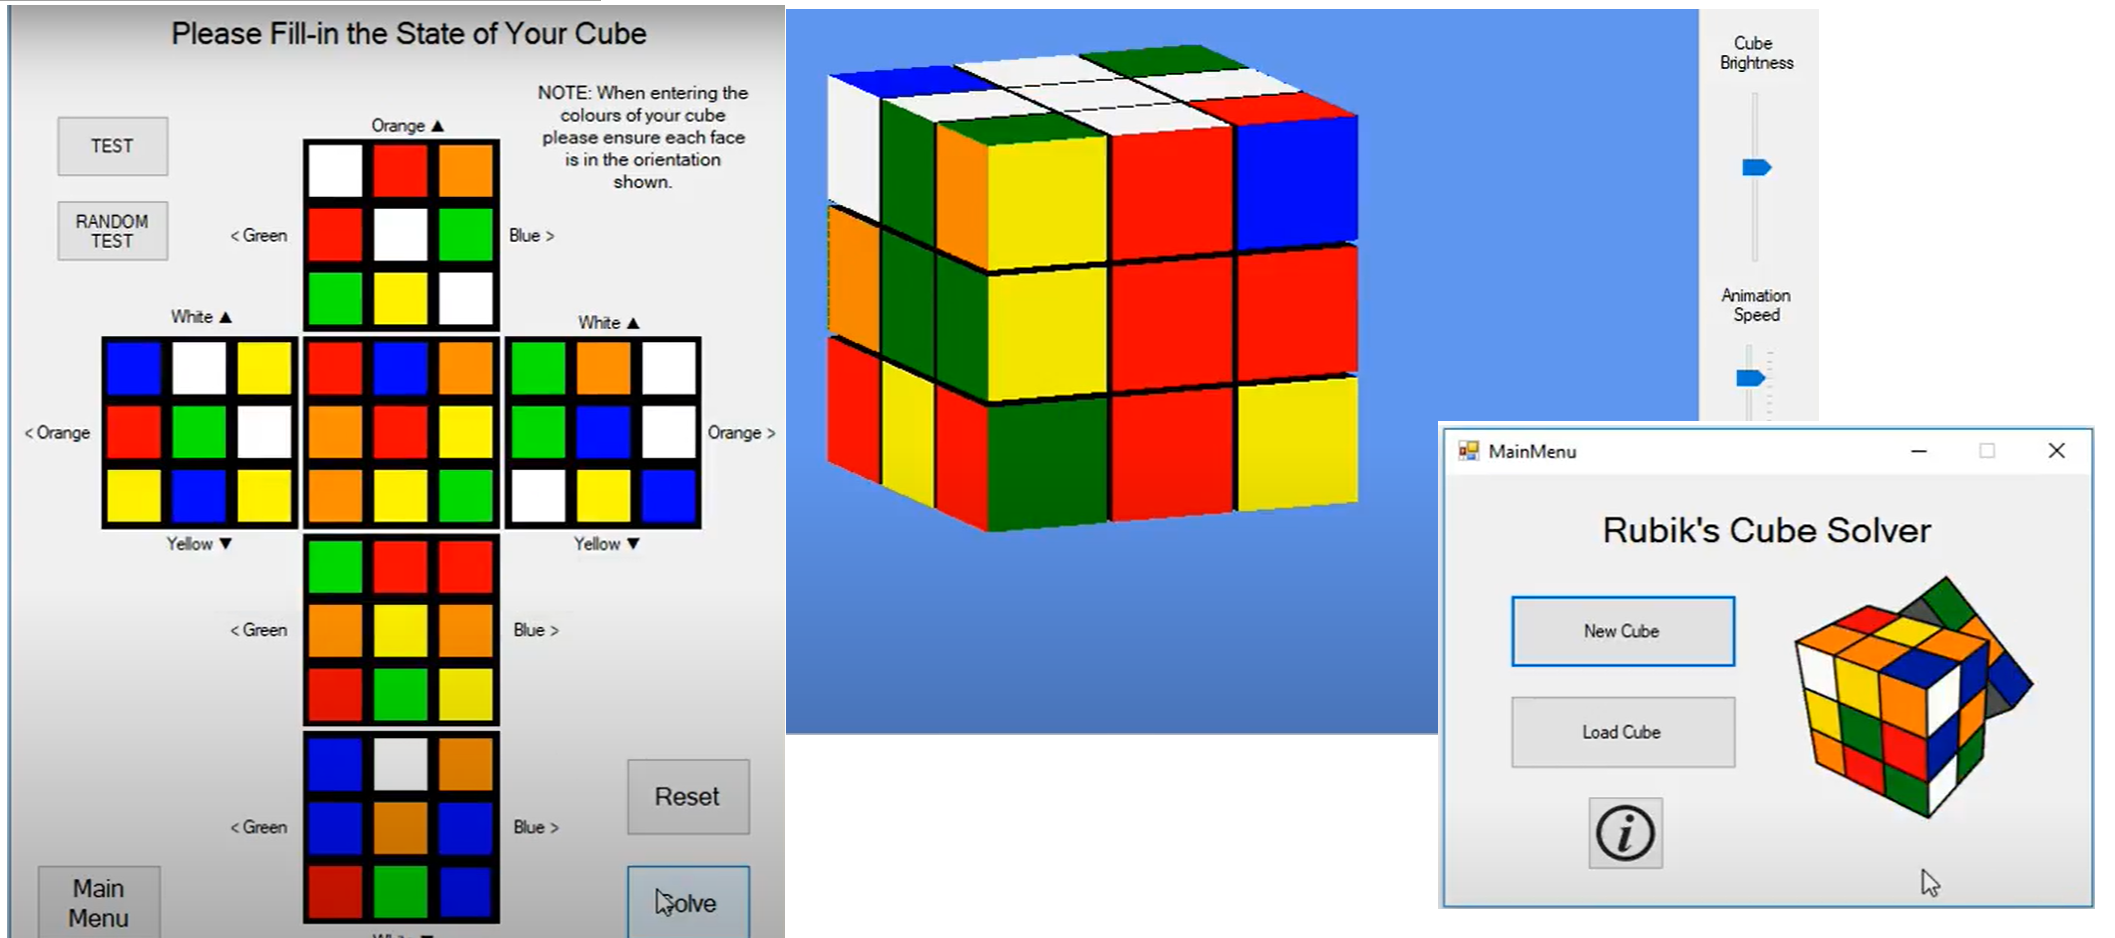 Please Fill-in the State of Your Cube
NOTE: When entering the
colours of your cube
please ensure each face
is in the orientation
shown.
TEST
RANDOM
TEST
Orange ▲
< Green
Blue >
White ▲
White ▲
< Orange
Orange >
Yellow ▼
Yellow ▼
< Green
Blue >
< Green
Blue >
Reset
Solve
Main
Menu
Cube
Brightness
Animation
Speed
MainMenu
Rubik's Cube Solver
New Cube
Load Cube
i